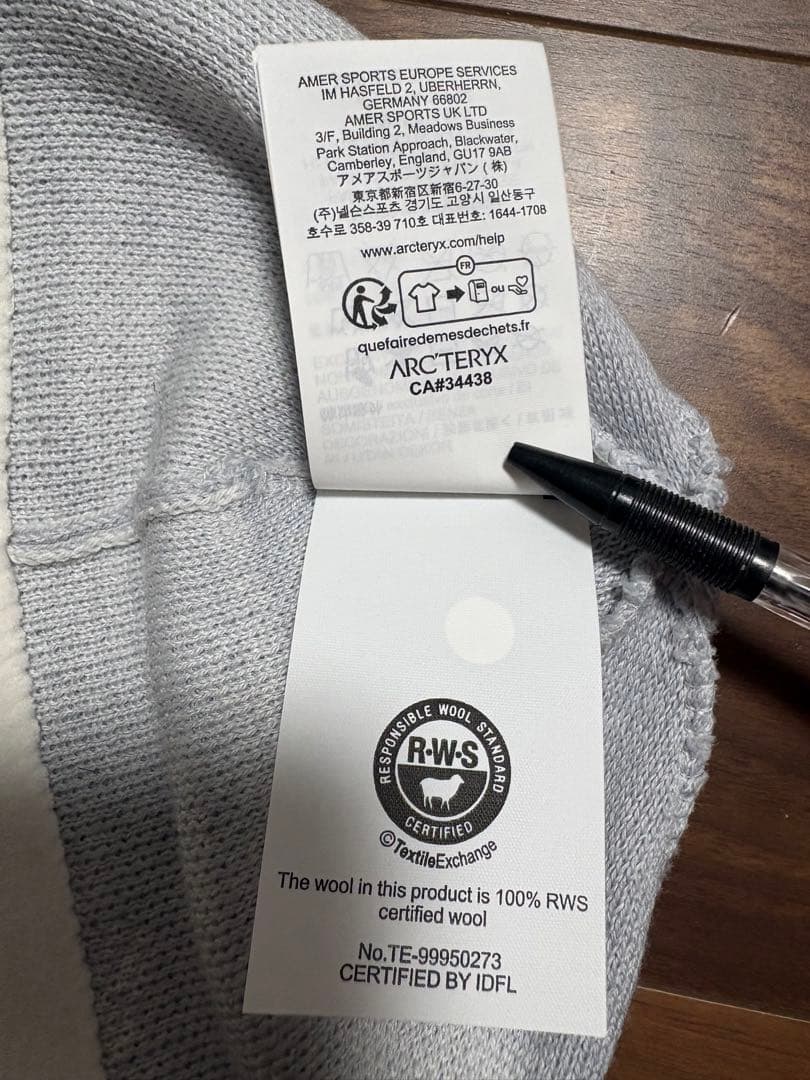 AMER SPORTS EUROPE SERVICES
IM HASFELD 2, UBERHERRN,
GERMANY 66802
AMER SPORTS UK LTD
3/F, Building 2, Meadows Business
Park Station Approach, Blackwater,
Camberley, England, GU17 9AB
アメアスポーツジャパン (株)
東京都新宿区新宿6-27-30
(주)넬슨스포츠 경기도 고양시 일산동구
호수로 358-39 710호 대표번호: 1644-1708
www.arcteryx.com/help
FR
ou
quefairedemesdechets.fr
ARC'TERYX
CA#34438
RESPONSIBLE WOOL STANDARD
R·W·S
CERTIFIED
©TextileExchange
The wool in this product is 100% RWS
certified wool
No.TE-99950273
CERTIFIED BY IDFL